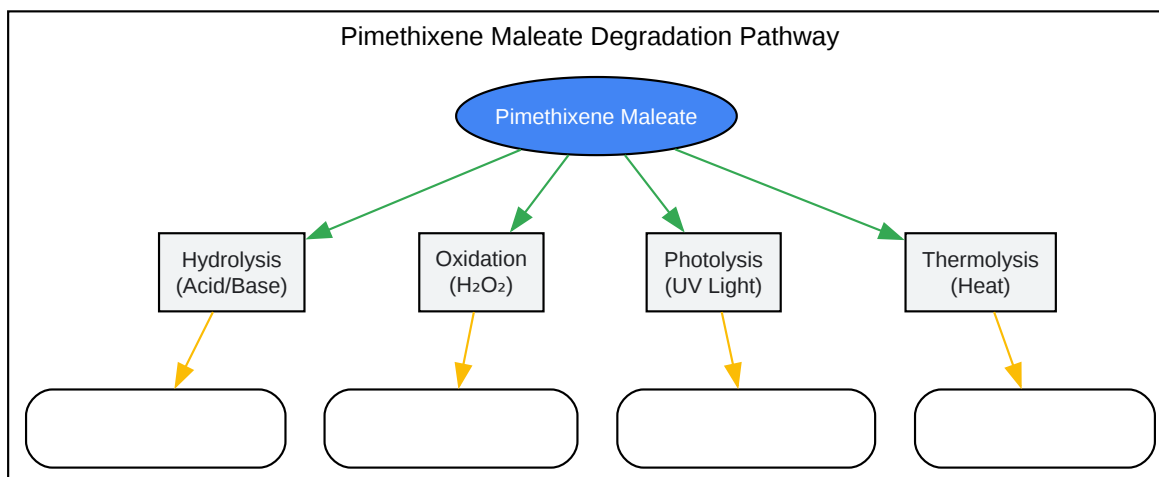 Pimethixene Maleate Degradation Pathway
Pimethixene Maleate
Hydrolysis
(Acid/Base)
Oxidation
(H₂O₂)
Photolysis
(UV Light)
Thermolysis
(Heat)